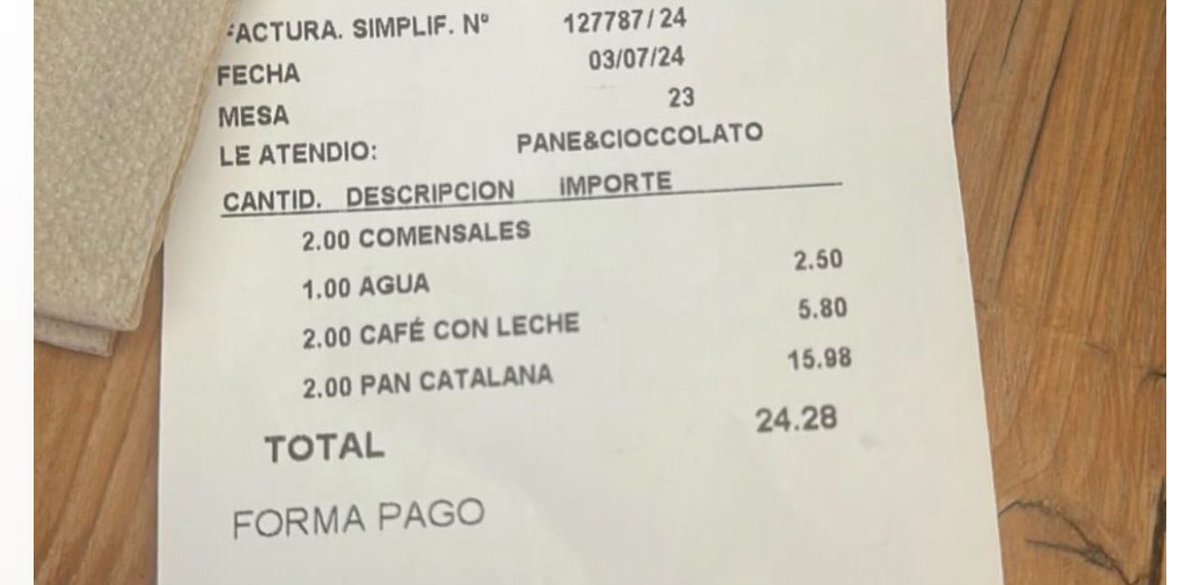 FACTURA. SIMPLIF. Nº 127787/24
FECHA 03/07/24
MESA 23
LE ATENDIO: PANE&CIOCCOLATO
CANTID. DESCRIPCION IMPORTE
2.00 COMENSALES
1.00 AGUA 2.50
2.00 CAFÉ CON LECHE 5.80
2.00 PAN CATALANA 15.98
TOTAL 24.28
FORMA PAGO